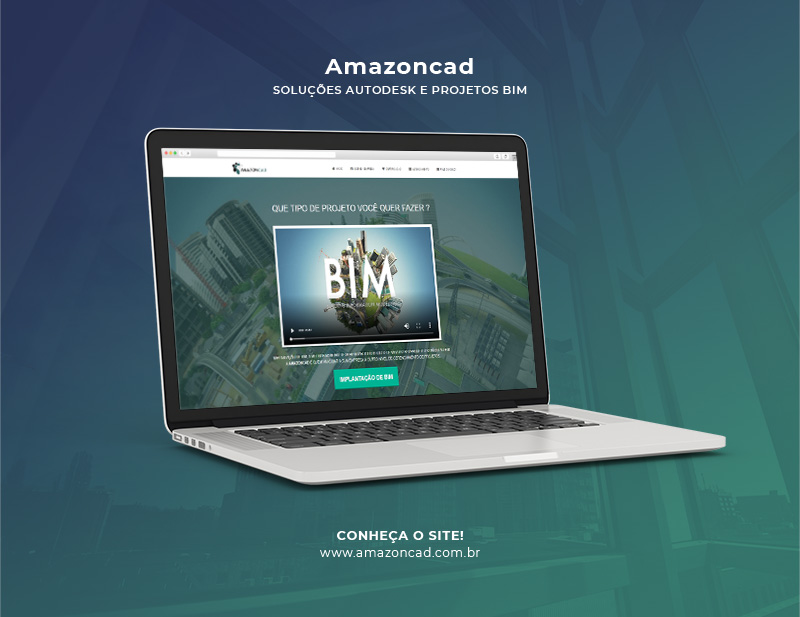 Amazoncad
SOLUÇÕES AUTODESK E PROJETOS BIM
AMAZONCAD
QUE TIPO DE PROJETO VOCÊ QUER FAZER ?
BIM
IMPLANTAÇÃO DE BIM
CONHEÇA O SITE!
www.amazoncad.com.br